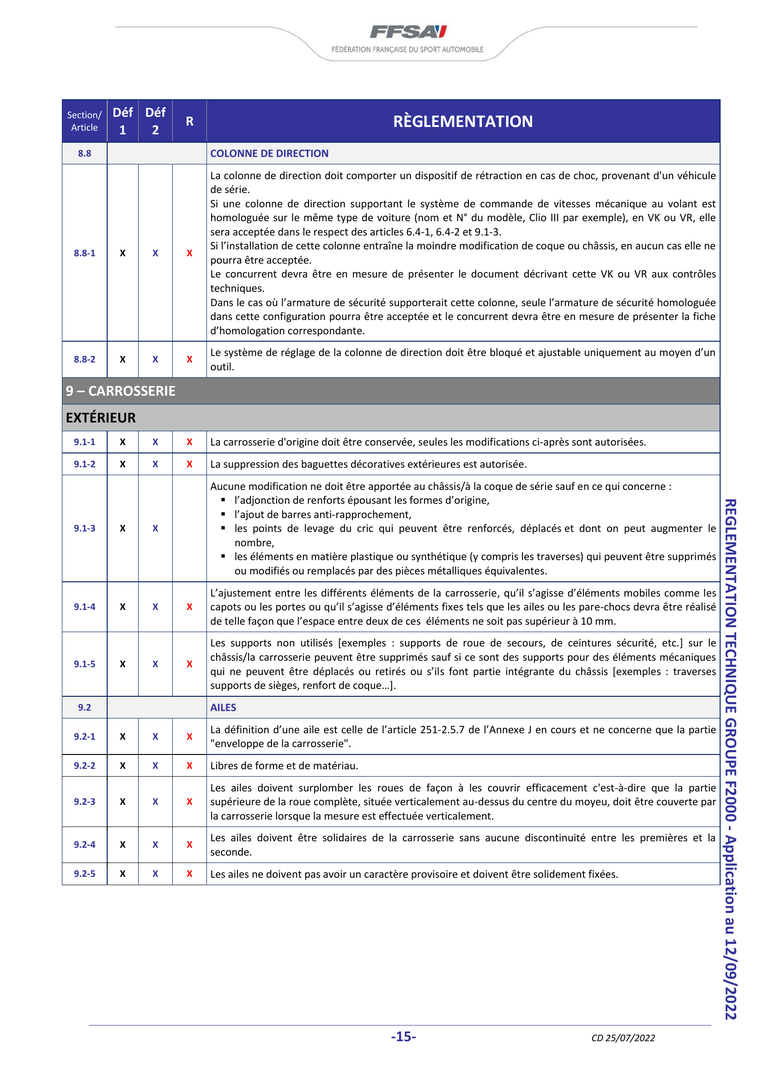 FFSA
FÉDÉRATION FRANÇAISE DU SPORT AUTOMOBILE
Section/ Article Déf 1 Déf 2 R RÈGLEMENTATION
8.8 COLONNE DE DIRECTION
8.8-1 X X X
La colonne de direction doit comporter un dispositif de rétraction en cas de choc, provenant d'un véhicule
de série.
Si une colonne de direction supportant le système de commande de vitesses mécanique au volant est
homologuée sur le même type de voiture (nom et N° du modèle, Clio III par exemple), en VK ou VR, elle
sera acceptée dans le respect des articles 6.4-1, 6.4-2 et 9.1-3.
Si l’installation de cette colonne entraîne la moindre modification de coque ou châssis, en aucun cas elle ne
pourra être acceptée.
Le concurrent devra être en mesure de présenter le document décrivant cette VK ou VR aux contrôles
techniques.
Dans le cas où l’armature de sécurité supporterait cette colonne, seule l’armature de sécurité homologuée
dans cette configuration pourra être acceptée et le concurrent devra être en mesure de présenter la fiche
d’homologation correspondante.
8.8-2 X X X
Le système de réglage de la colonne de direction doit être bloqué et ajustable uniquement au moyen d’un
outil.
9 – CARROSSERIE
EXTÉRIEUR
9.1-1 X X X La carrosserie d'origine doit être conservée, seules les modifications ci-après sont autorisées.
9.1-2 X X X La suppression des baguettes décoratives extérieures est autorisée.
9.1-3 X X
Aucune modification ne doit être apportée au châssis/à la coque de série sauf en ce qui concerne :
▪ l’adjonction de renforts épousant les formes d’origine,
▪ l’ajout de barres anti-rapprochement,
▪ les points de levage du cric qui peuvent être renforcés, déplacés et dont on peut augmenter le
nombre,
▪ les éléments en matière plastique ou synthétique (y compris les traverses) qui peuvent être supprimés
ou modifiés ou remplacés par des pièces métalliques équivalentes.
9.1-4 X X X
L’ajustement entre les différents éléments de la carrosserie, qu’il s’agisse d’éléments mobiles comme les
capots ou les portes ou qu’il s’agisse d’éléments fixes tels que les ailes ou les pare-chocs devra être réalisé
de telle façon que l’espace entre deux de ces éléments ne soit pas supérieur à 10 mm.
9.1-5 X X X
Les supports non utilisés [exemples : supports de roue de secours, de ceintures sécurité, etc.] sur le
châssis/la carrosserie peuvent être supprimés sauf si ce sont des supports pour des éléments mécaniques
qui ne peuvent être déplacés ou retirés ou s’ils font partie intégrante du châssis [exemples : traverses
supports de sièges, renfort de coque…].
9.2 AILES
9.2-1 X X X
La définition d’une aile est celle de l’article 251-2.5.7 de l’Annexe J en cours et ne concerne que la partie
"enveloppe de la carrosserie".
9.2-2 X X X Libres de forme et de matériau.
9.2-3 X X X
Les ailes doivent surplomber les roues de façon à les couvrir efficacement c'est-à-dire que la partie
supérieure de la roue complète, située verticalement au-dessus du centre du moyeu, doit être couverte par
la carrosserie lorsque la mesure est effectuée verticalement.
9.2-4 X X X
Les ailes doivent être solidaires de la carrosserie sans aucune discontinuité entre les premières et la
seconde.
9.2-5 X X X Les ailes ne doivent pas avoir un caractère provisoire et doivent être solidement fixées.
REGLEMENTATION TECHNIQUE GROUPE F2000 - Application au 12/09/2022
-15-
CD 25/07/2022